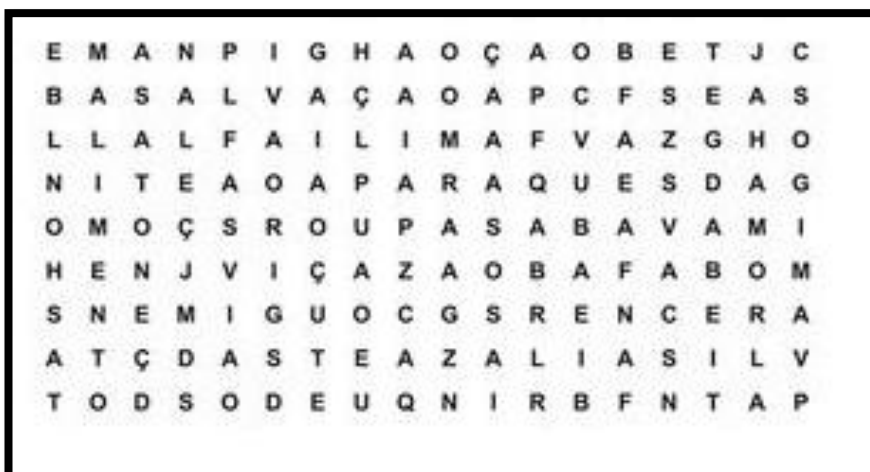 E M A N P I G H A O Ç A O B E T J C
B A S A L V A Ç A O A P C F S E A S
L L A L F A I L I M A F V A Z G H O
N I T E A O A P A R A Q U E S D A G
O M O Ç S R O U P A S A B A V A M I
H E N J V I Ç A Z A O B A F A B O M
S N E M I G U O C G S R E N C E R A
A T Ç D A S T E A Z A L I A S I L V
T O D S O D E U Q N I R B F N T A P